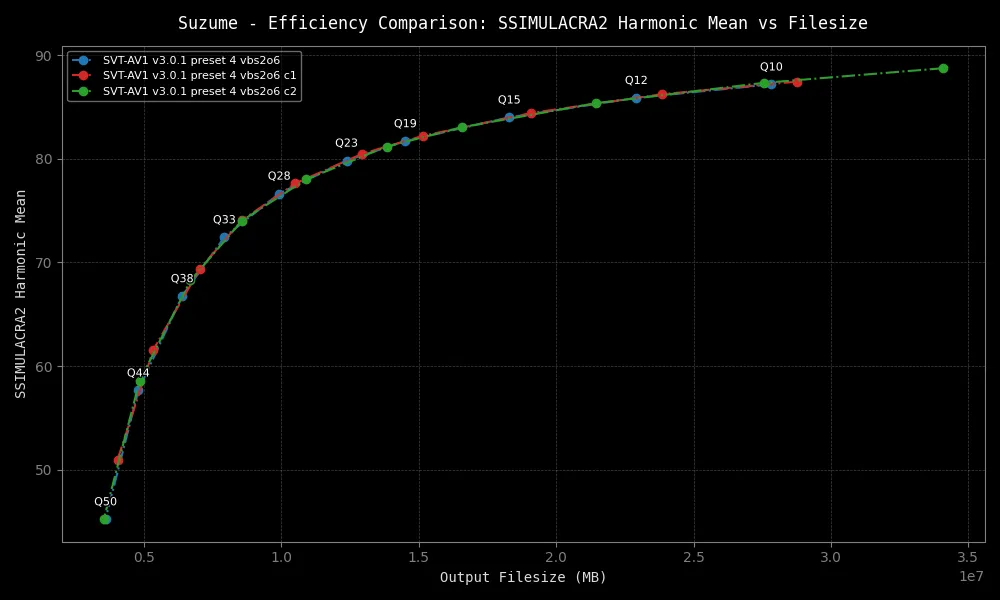 Suzume - Efficiency Comparison: SSIMULACRA2 Harmonic Mean vs Filesize
SVT-AV1 v3.0.1 preset 4 vbs2o6
SVT-AV1 v3.0.1 preset 4 vbs2o6 c1
SVT-AV1 v3.0.1 preset 4 vbs2o6 c2
SSIMULACRA2 Harmonic Mean
90
80
70
60
50
Q10
Q12
Q15
Q19
Q23
Q28
Q33
Q38
Q44
Q50
0.5 1.0 1.5 2.0 2.5 3.0 3.5
1e7
Output Filesize (MB)